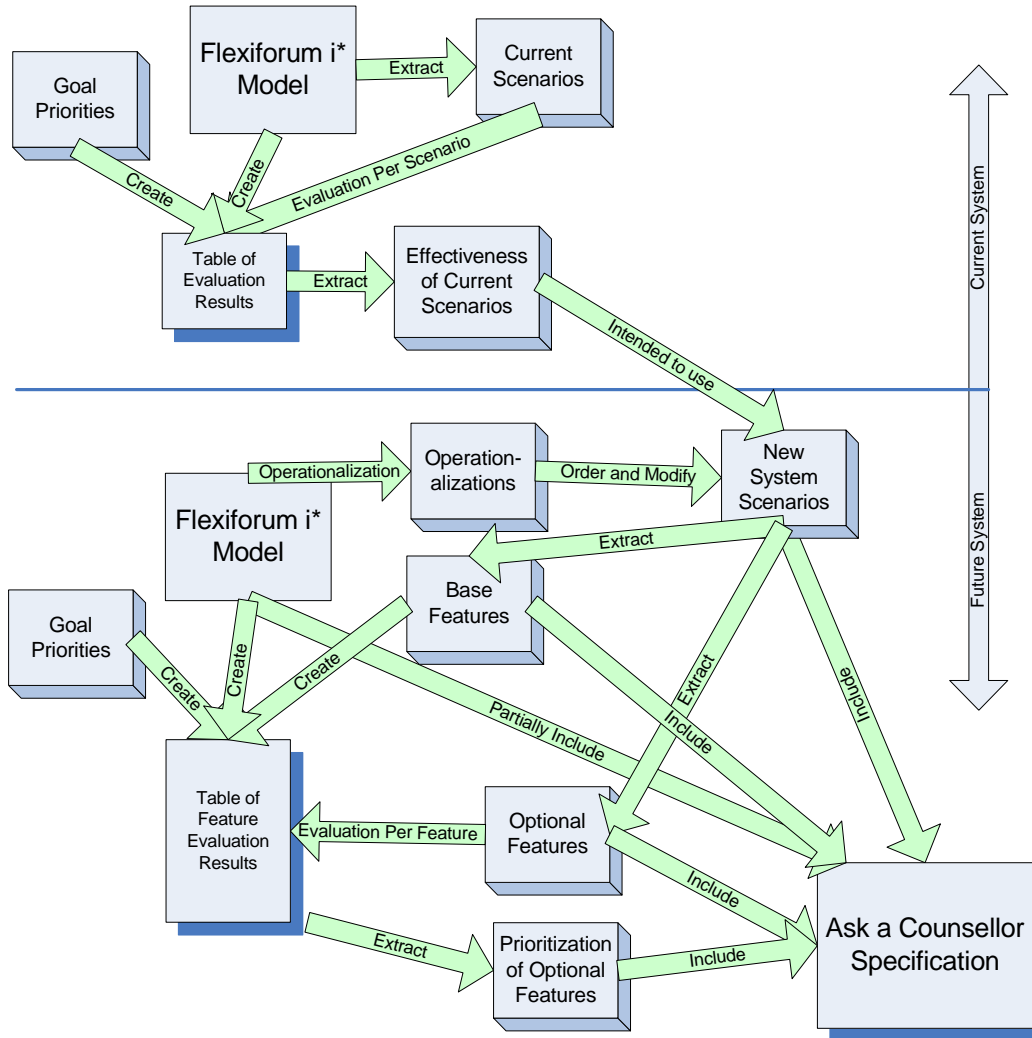 Goal
Priorities
Flexiforum i*
Model
Extract
Current
Scenarios
Create
Create
Evaluation Per Scenario
Table of
Evaluation
Results
Extract
Effectiveness
of Current
Scenarios
Intended to use
Current System
Future System
Operationalization
Operation-
alizations
Order and Modify
New
System
Scenarios
Flexiforum i*
Model
Extract
Base
Features
Goal
Priorities
Create
Create
Create
Partially Include
Include
Extract
Include
Table of
Feature
Evaluation
Results
Evaluation Per Feature
Optional
Features
Include
Extract
Prioritization
of Optional
Features
Include
Ask a Counsellor
Specification